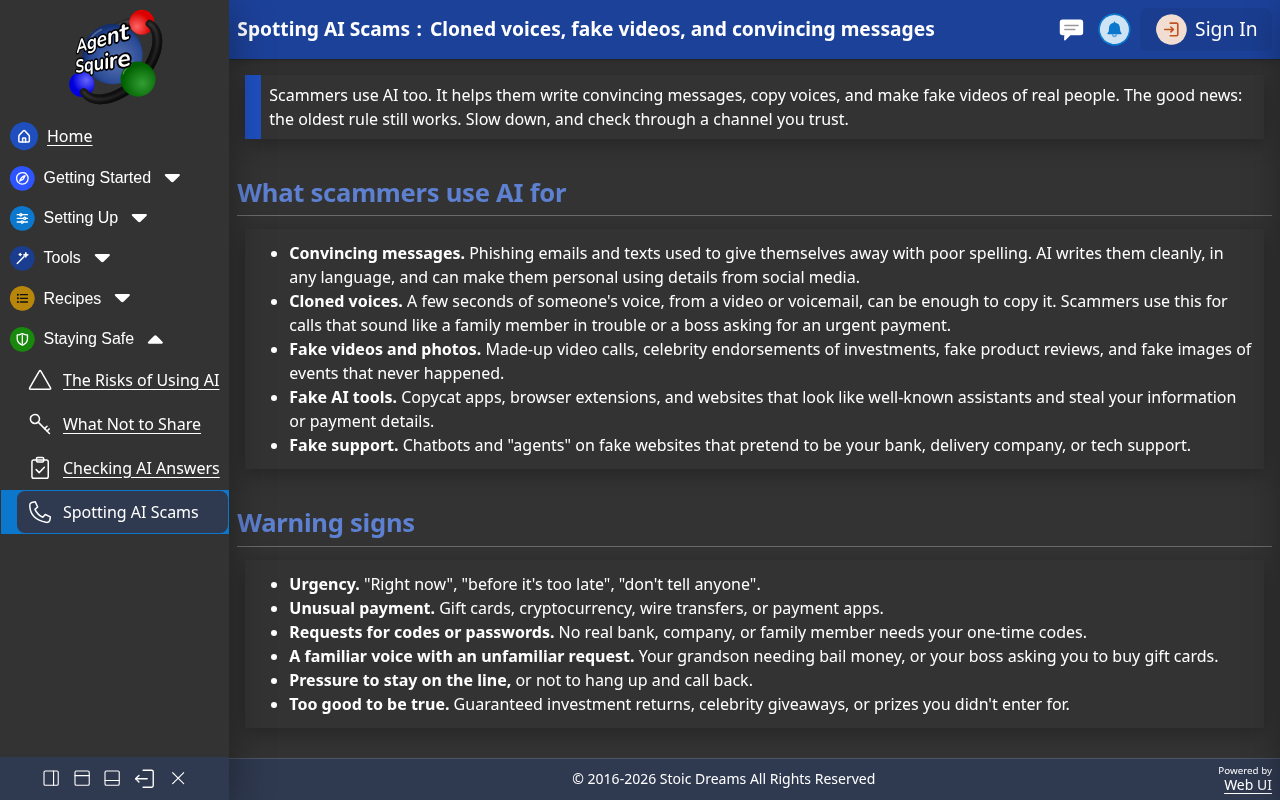 Agent
Squire
Home
Getting Started
Setting Up
Tools
Recipes
Staying Safe
The Risks of Using AI
What Not to Share
Checking AI Answers
Spotting AI Scams
Spotting AI Scams : Cloned voices, fake videos, and convincing messages
Sign In
Scammers use AI too. It helps them write convincing messages, copy voices, and make fake videos of real people. The good news:
the oldest rule still works. Slow down, and check through a channel you trust.
What scammers use AI for
• Convincing messages. Phishing emails and texts used to give themselves away with poor spelling. AI writes them cleanly, in
any language, and can make them personal using details from social media.
• Cloned voices. A few seconds of someone's voice, from a video or voicemail, can be enough to copy it. Scammers use this for
calls that sound like a family member in trouble or a boss asking for an urgent payment.
• Fake videos and photos. Made-up video calls, celebrity endorsements of investments, fake product reviews, and fake images of
events that never happened.
• Fake AI tools. Copycat apps, browser extensions, and websites that look like well-known assistants and steal your information
or payment details.
• Fake support. Chatbots and "agents" on fake websites that pretend to be your bank, delivery company, or tech support.
Warning signs
• Urgency. "Right now", "before it's too late", "don't tell anyone".
• Unusual payment. Gift cards, cryptocurrency, wire transfers, or payment apps.
• Requests for codes or passwords. No real bank, company, or family member needs your one-time codes.
• A familiar voice with an unfamiliar request. Your grandson needing bail money, or your boss asking you to buy gift cards.
• Pressure to stay on the line, or not to hang up and call back.
• Too good to be true. Guaranteed investment returns, celebrity giveaways, or prizes you didn't enter for.
© 2016-2026 Stoic Dreams All Rights Reserved
Powered by
Web UI